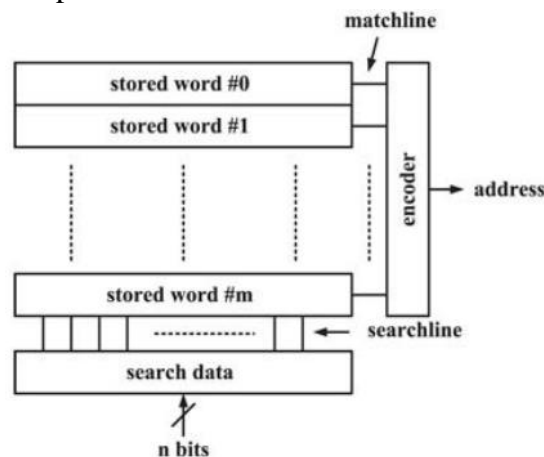 matchline
stored word #0
stored word #1
encoder
address
stored word #m
searchline
search data
n bits